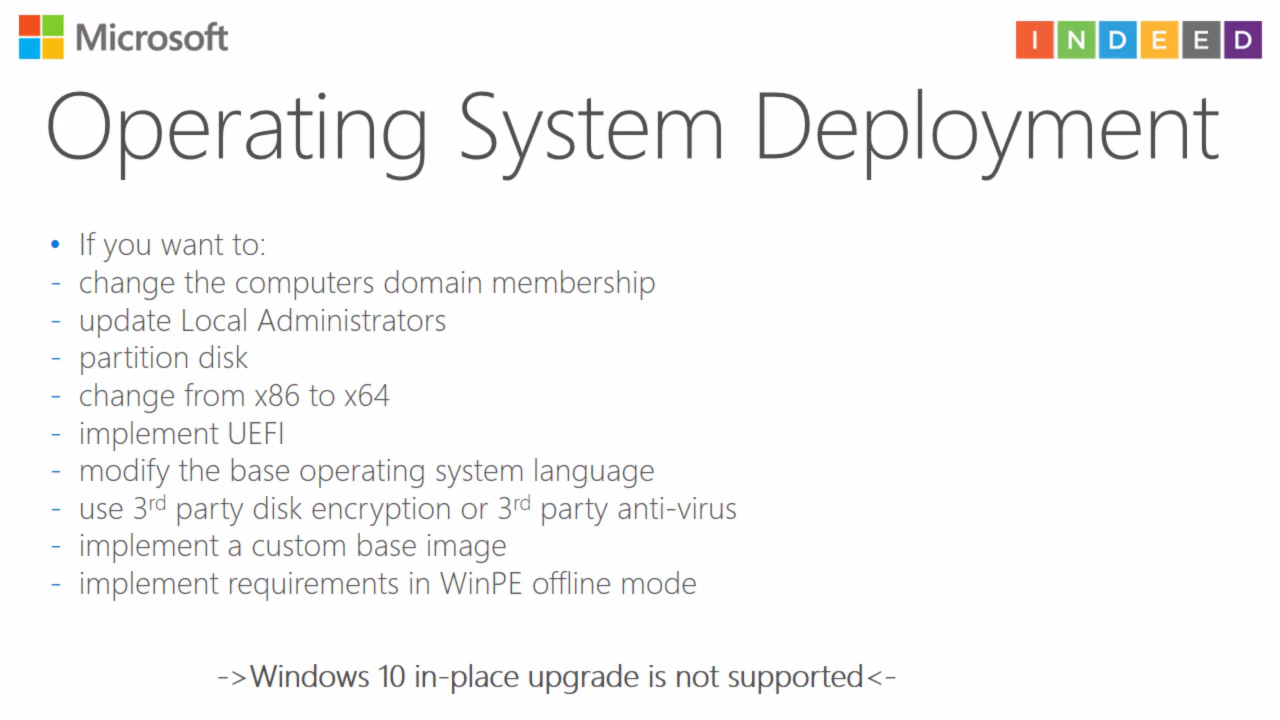 Microsoft
INDEED
Operating System Deployment
• If you want to:
- change the computers domain membership
- update Local Administrators
- partition disk
- change from x86 to x64
- implement UEFI
- modify the base operating system language
- use 3rd party disk encryption or 3rd party anti-virus
- implement a custom base image
- implement requirements in WinPE offline mode
->Windows 10 in-place upgrade is not supported<-